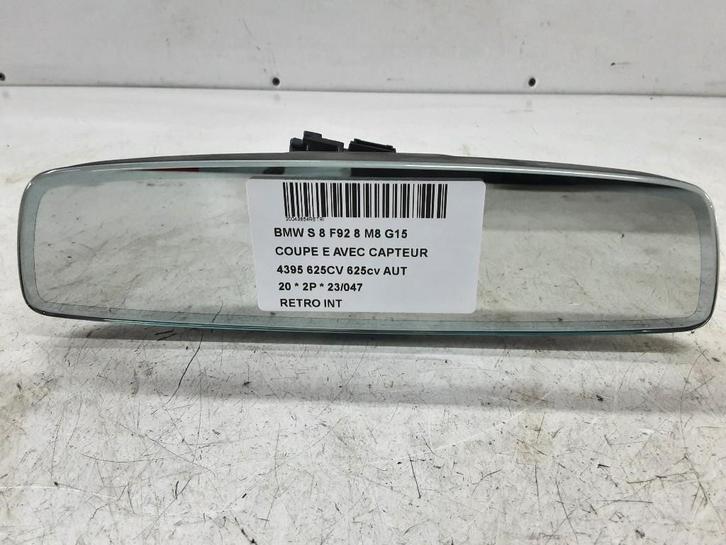 BMW S 8 F92 8 M8 G15
COUPE E AVEC CAPTEUR
4395 625CV 625cv AUT
20 * 2P * 23/047
RETRO INT